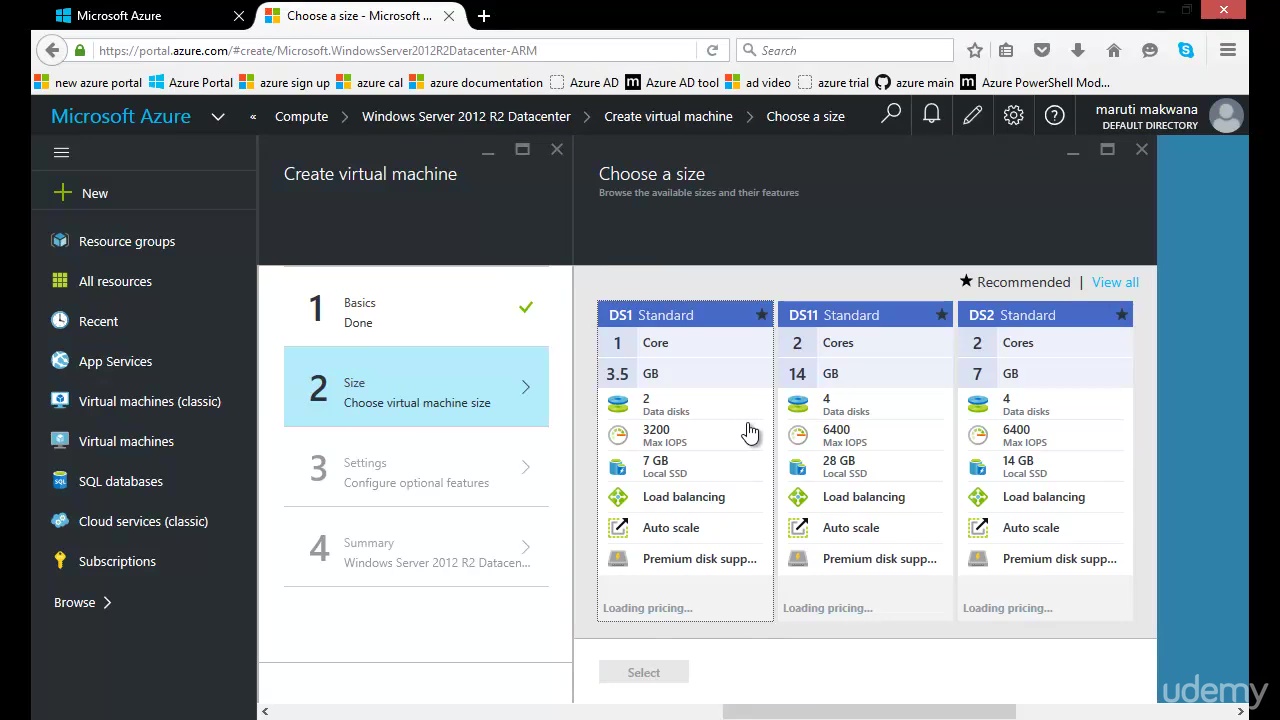 Microsoft Azure
Choose a size - Microsoft ...
https://portal.azure.com/#create/Microsoft.WindowsServer2012R2Datacenter-ARM
Search
new azure portal
Azure Portal
azure sign up
azure cal
azure documentation
Azure AD
Azure AD tool
ad video
azure trial
azure main
Azure PowerShell Mod...
Microsoft Azure
«
Compute
Windows Server 2012 R2 Datacenter
Create virtual machine
Choose a size
maruti makwana
DEFAULT DIRECTORY
New
Resource groups
All resources
Recent
App Services
Virtual machines (classic)
Virtual machines
SQL databases
Cloud services (classic)
Subscriptions
Browse
Create virtual machine
1
Basics
Done
2
Size
Choose virtual machine size
3
Settings
Configure optional features
4
Summary
Windows Server 2012 R2 Datacen...
Choose a size
Browse the available sizes and their features
★ Recommended | View all
DS1 Standard
1 Core
3.5 GB
2
Data disks
3200
Max IOPS
7 GB
Local SSD
Load balancing
Auto scale
Premium disk supp...
Loading pricing...
DS11 Standard
2 Cores
14 GB
4
Data disks
6400
Max IOPS
28 GB
Local SSD
Load balancing
Auto scale
Premium disk supp...
Loading pricing...
DS2 Standard
2 Cores
7 GB
4
Data disks
6400
Max IOPS
14 GB
Local SSD
Load balancing
Auto scale
Premium disk supp...
Loading pricing...
Select
udemy